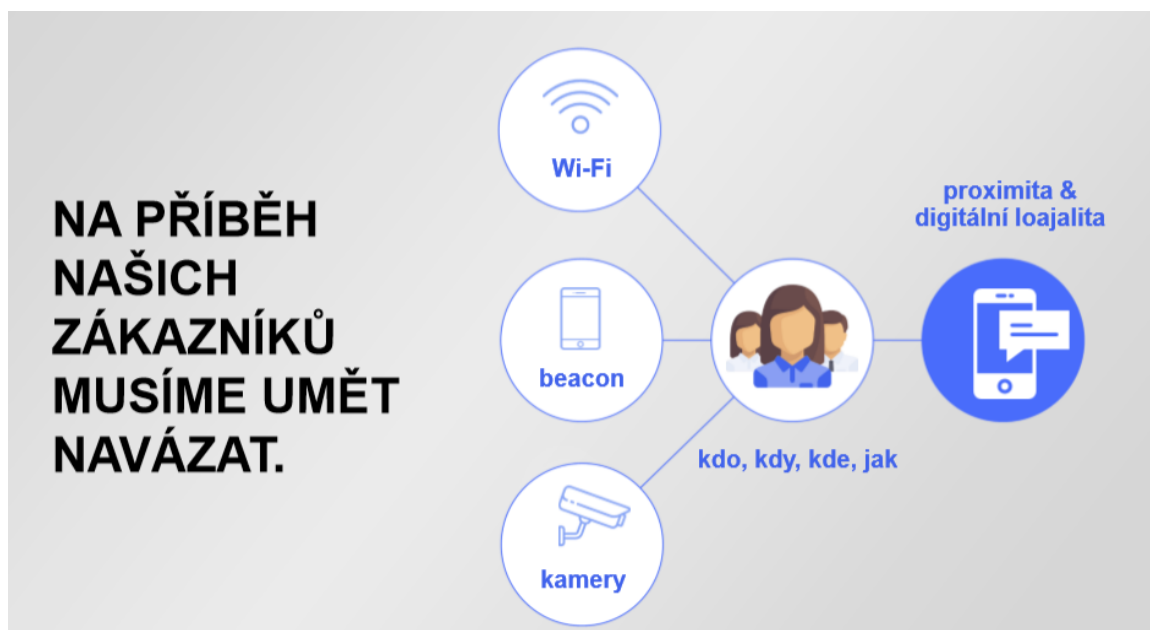 NA PŘÍBĚH
NAŠICH
ZÁKAZNÍKŮ
MUSÍME UMĚT
NAVÁZAT.
Wi-Fi
beacon
kamery
kdo, kdy, kde, jak
proximita &
digitální loajalita